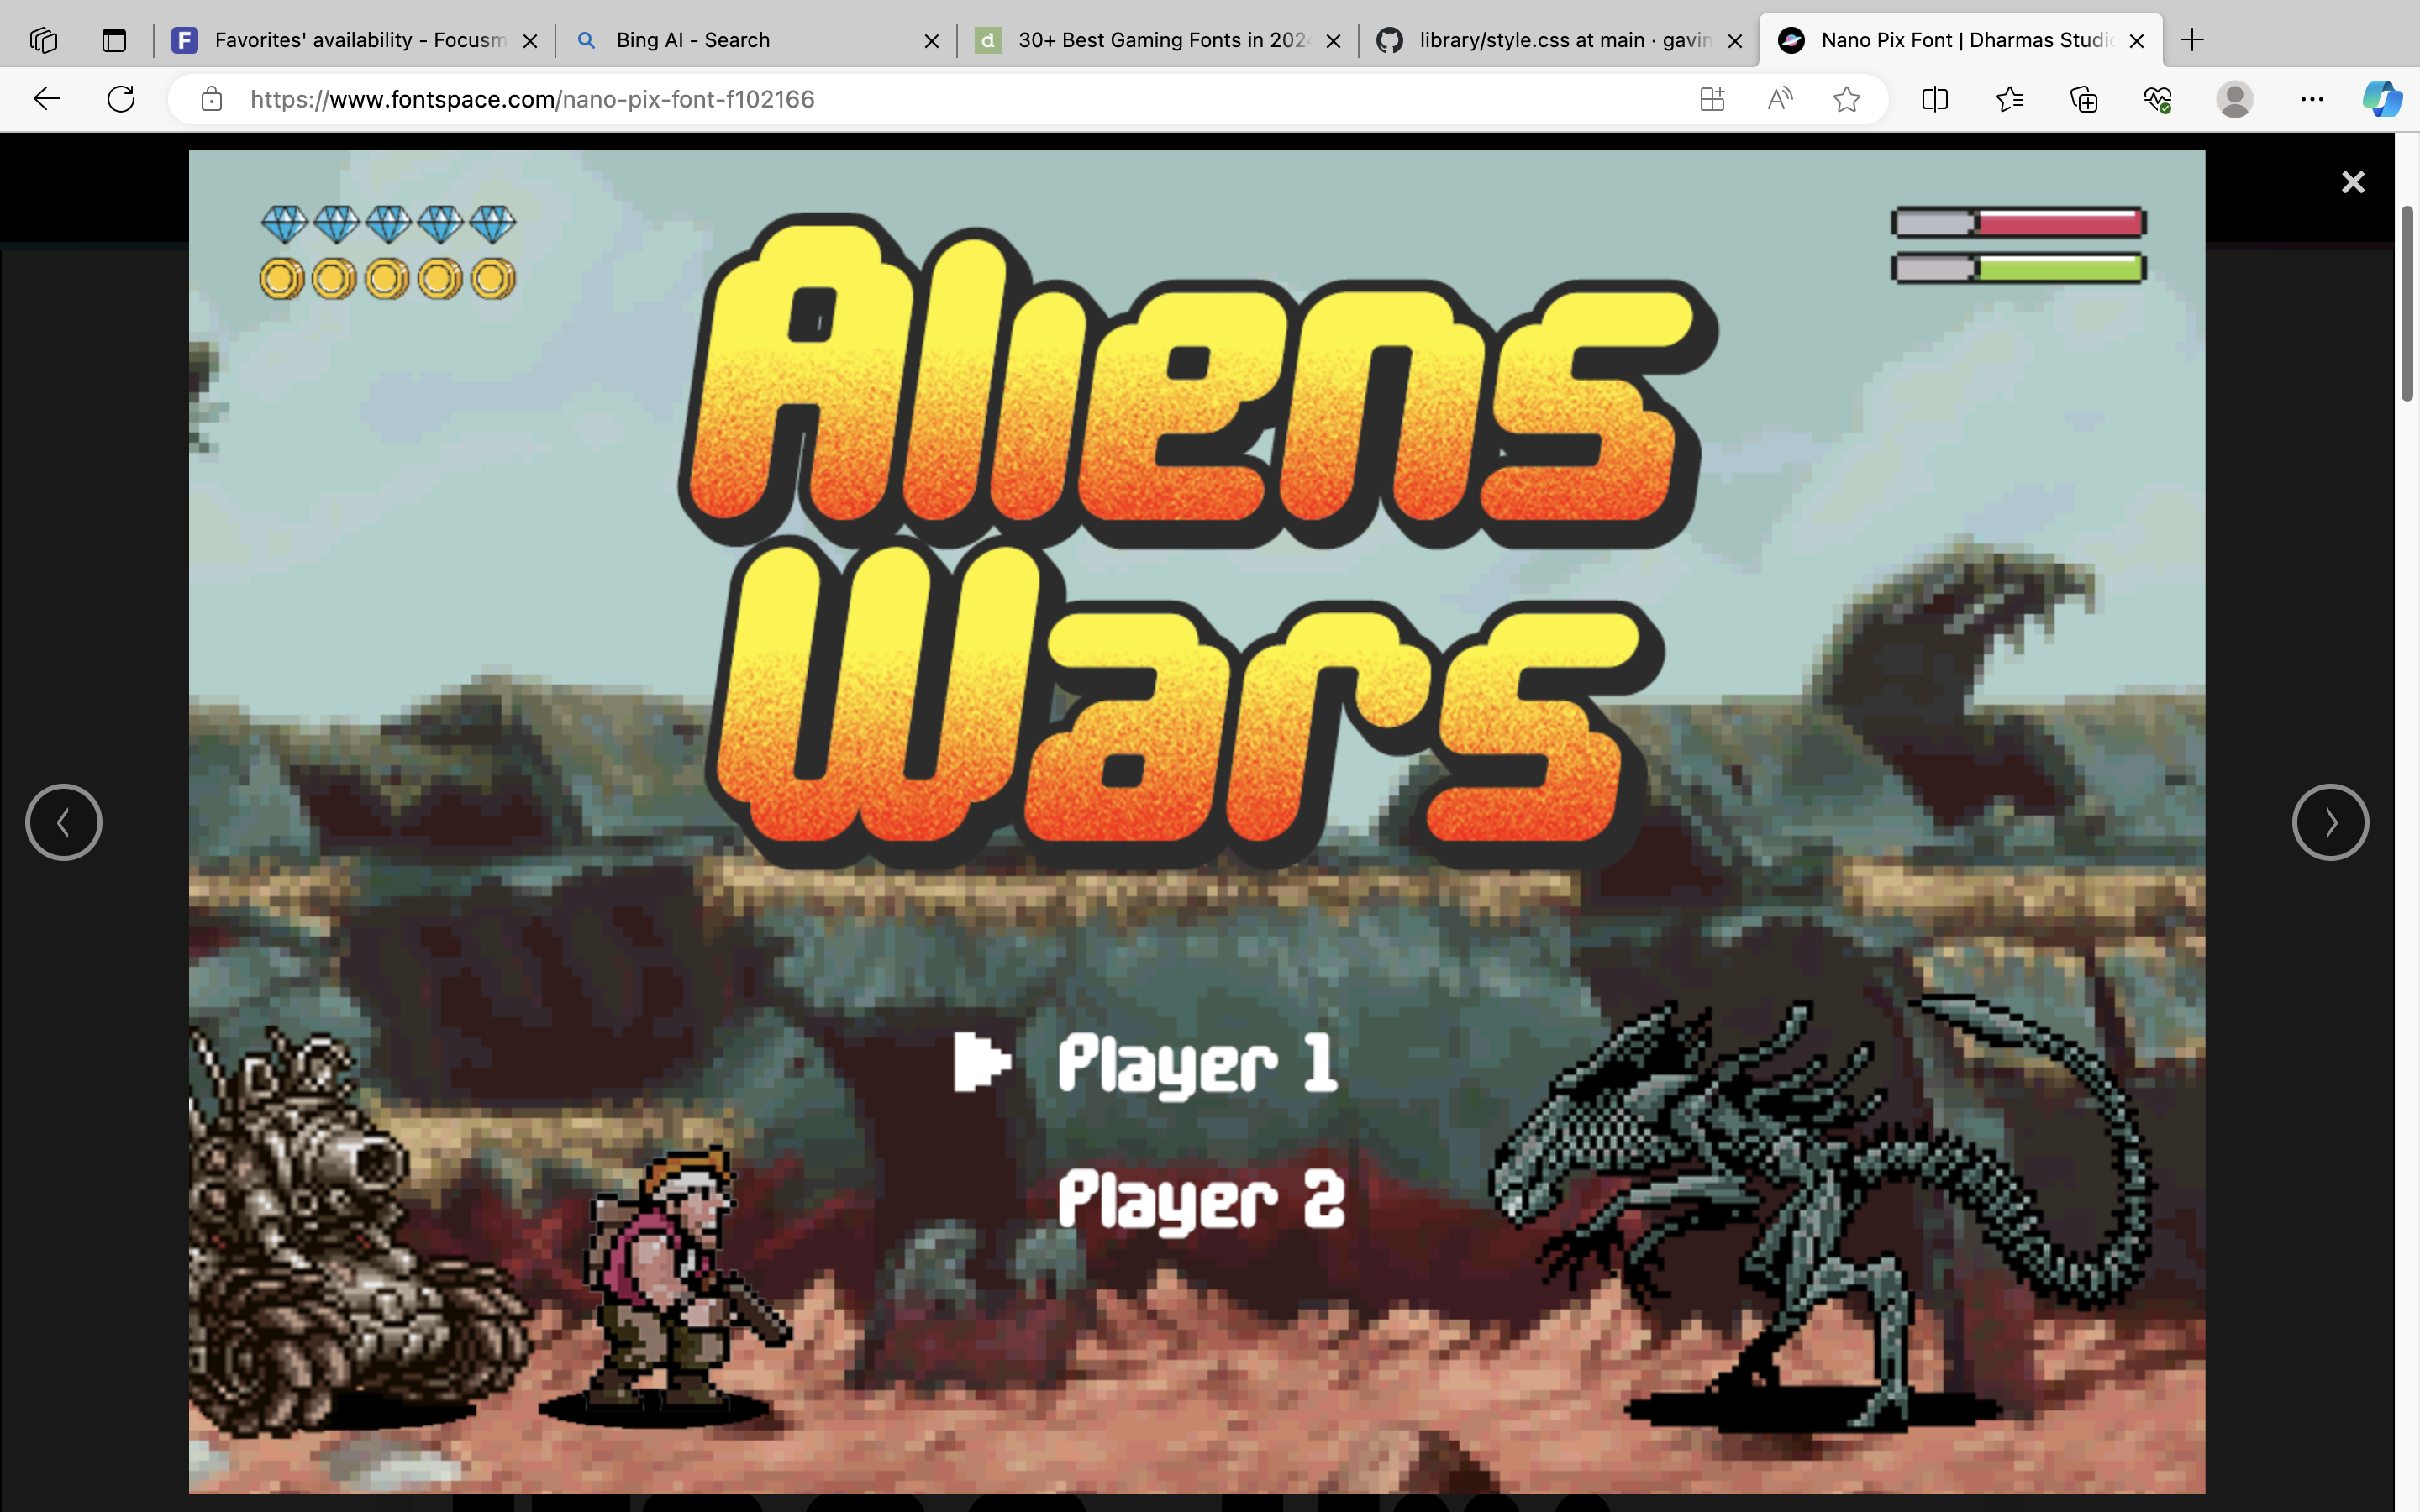 Favorites' availability - Focusm
Bing AI - Search
30+ Best Gaming Fonts in 202
library/style.css at main · gavin
Nano Pix Font | Dharmas Studi
https://www.fontspace.com/nano-pix-font-f102166
Aliens
Wars
Player 1
Player 2